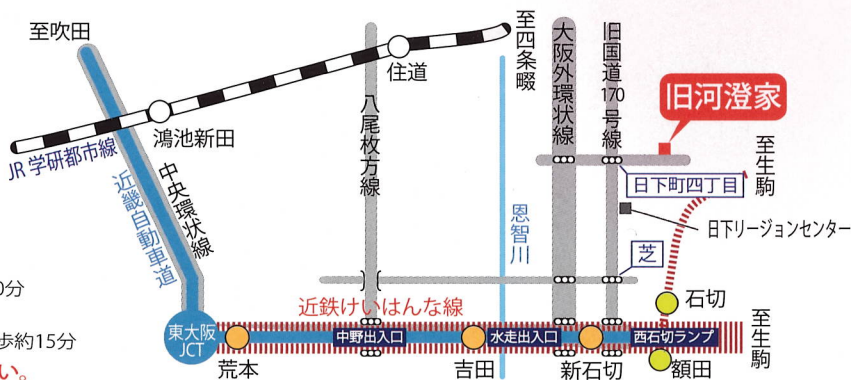 至吹田
住道
至四条畷
大阪外環状線
旧国道170号線
旧河澄家
鴻池新田
八尾枚方線
JR学研都市線
近畿自動車道
中央環状線
至生駒
日下町四丁目
恩智川
日下リージョンセンター
芝
0分
近鉄けいはんな線
石切
歩約15分
東大阪
JCT
中野出入口
水走出入口
西石切ランプ
至生駒
い。
荒本
吉田
新石切
額田